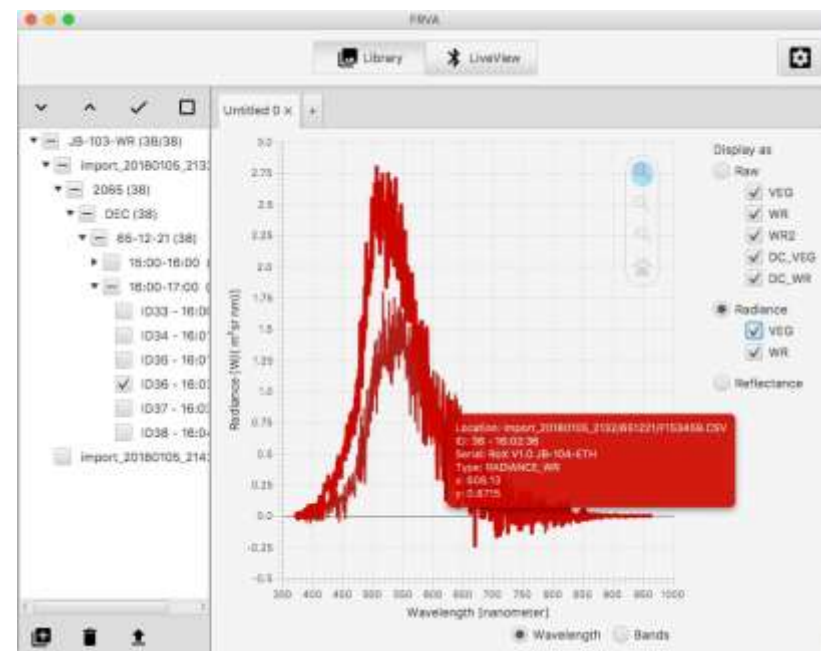 FRVA
Library
LiveView
Untitled 0 × +
JB-103-WR (38/38)
import_20180105_213
2065 (38)
DEC (38)
65-12-21 (38)
15:00-16:00
16:00-17:00
ID33 - 16:0
ID34 - 16:0
ID35 - 16:0
ID36 - 16:0
ID37 - 16:0
ID38 - 16:0
import_20180105_214
Radiance [W/( m²sr nm)]
3.0
2.75
2.5
2.25
2.0
1.75
1.5
1.25
1.0
0.75
0.5
0.25
0.0
-0.25
-0.5
350 400 450 500 550 600 650 700 750 800 850 900 950 1000
Wavelength [nanometer]
Wavelength
Bands
Location: import_20180105_2132/651221/F153459.CSV
ID: 36 - 16:02:36
Serial: RoX V1.0 JB-104-ETH
Type: RADIANCE_WR
x:
y: 0.8715
Display as
Raw
VEG
WR
WR2
DC_VEG
DC_WR
Radiance
VEG
WR
Reflectance